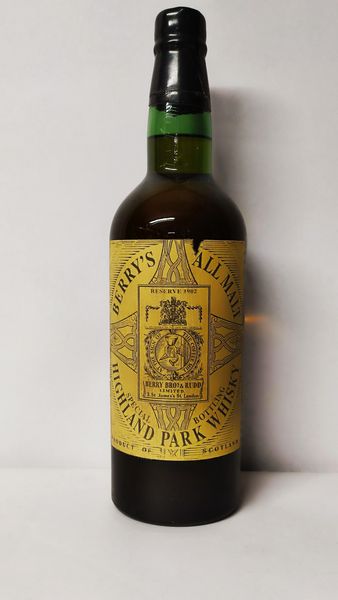 BERRY'S ALL MALT
RESERVE 1902
BERRY BROS & RUDD
LIMITED
3, St James's St. London
SPECIAL BOTTLING
HIGHLAND PARK WHISKY
PRODUCT OF SCOTLAND